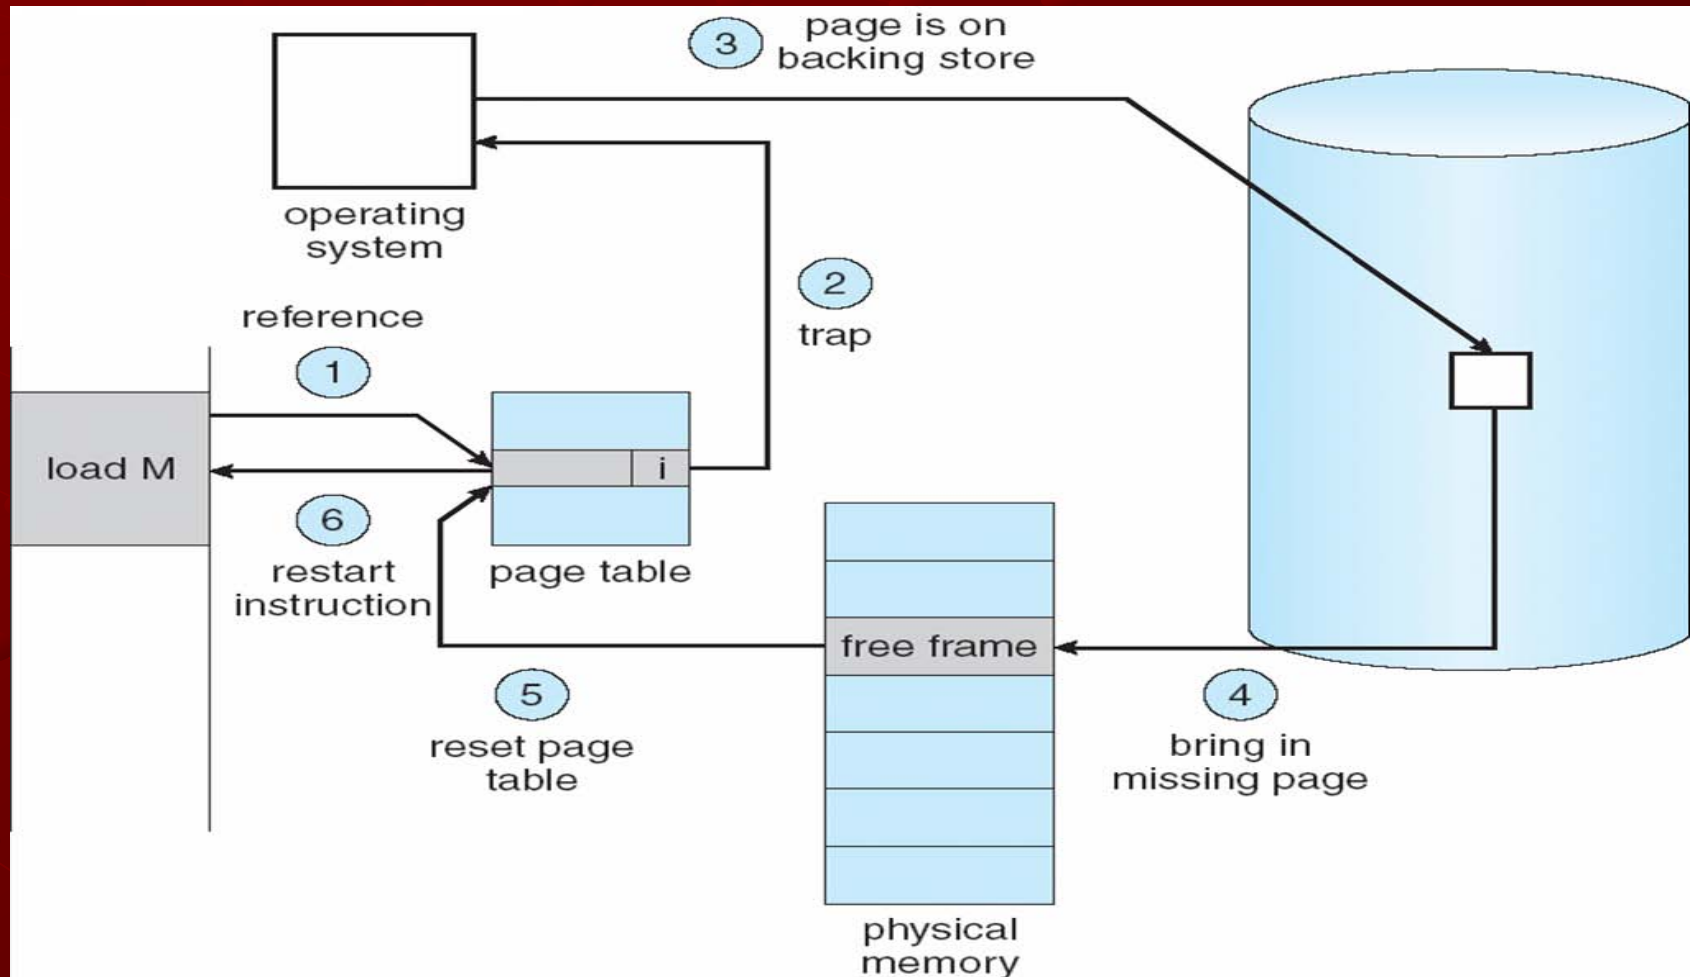 3
page is on
backing store
operating
system
2
trap
reference
1
load M
i
6
restart
instruction
page table
free frame
5
reset page
table
4
bring in
missing page
physical
memory